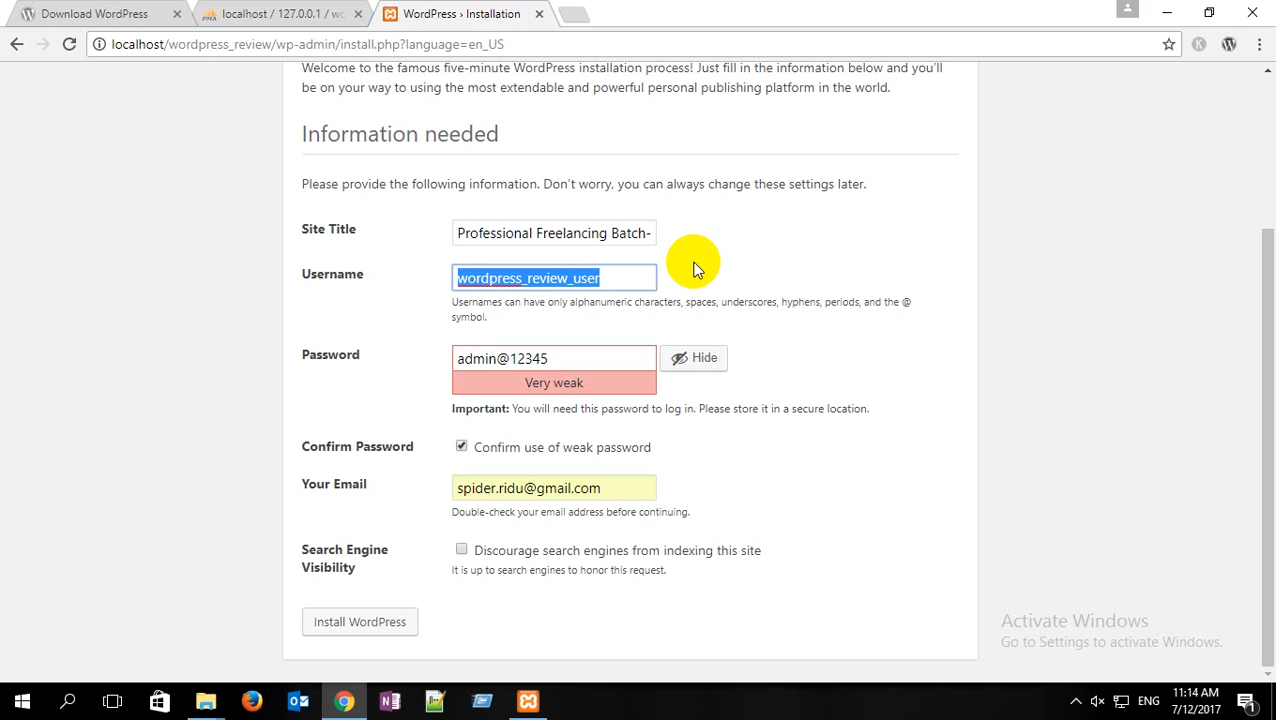 Download WordPress
localhost / 127.0.0.1 / wc
WordPress › Installation
localhost/wordpress_review/wp-admin/install.php?language=en_US
Welcome to the famous five-minute WordPress installation process! Just fill in the information below and you'll
be on your way to using the most extendable and powerful personal publishing platform in the world.
Information needed
Please provide the following information. Don't worry, you can always change these settings later.
Site Title
Professional Freelancing Batch-
Username
wordpress_review_user
Usernames can have only alphanumeric characters, spaces, underscores, hyphens, periods, and the @
symbol.
Password
admin@12345
Hide
Very weak
Important: You will need this password to log in. Please store it in a secure location.
Confirm Password
Confirm use of weak password
Your Email
spider.ridu@gmail.com
Double-check your email address before continuing.
Search Engine
Visibility
Discourage search engines from indexing this site
It is up to search engines to honor this request.
Install WordPress
Activate Windows
Go to Settings to activate Windows.
ENG
11:14 AM
7/12/2017